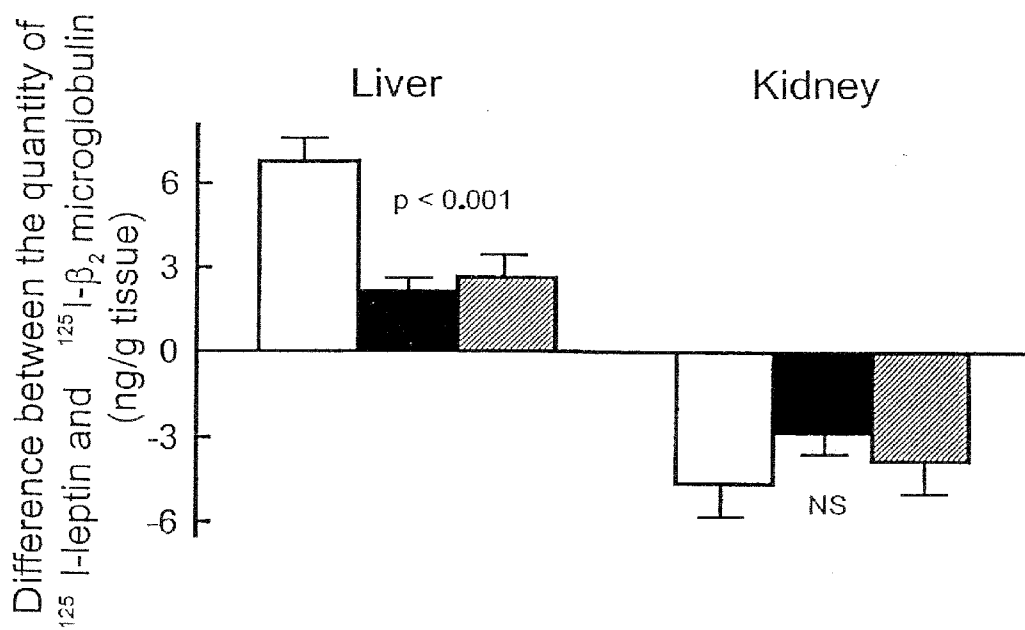 Difference between the quantity of
¹²⁵ I-leptin and ¹²⁵I-β₂ microglobulin
(ng/g tissue)
Liver
Kidney
6
3
0
-3
-6
p < 0.001
NS